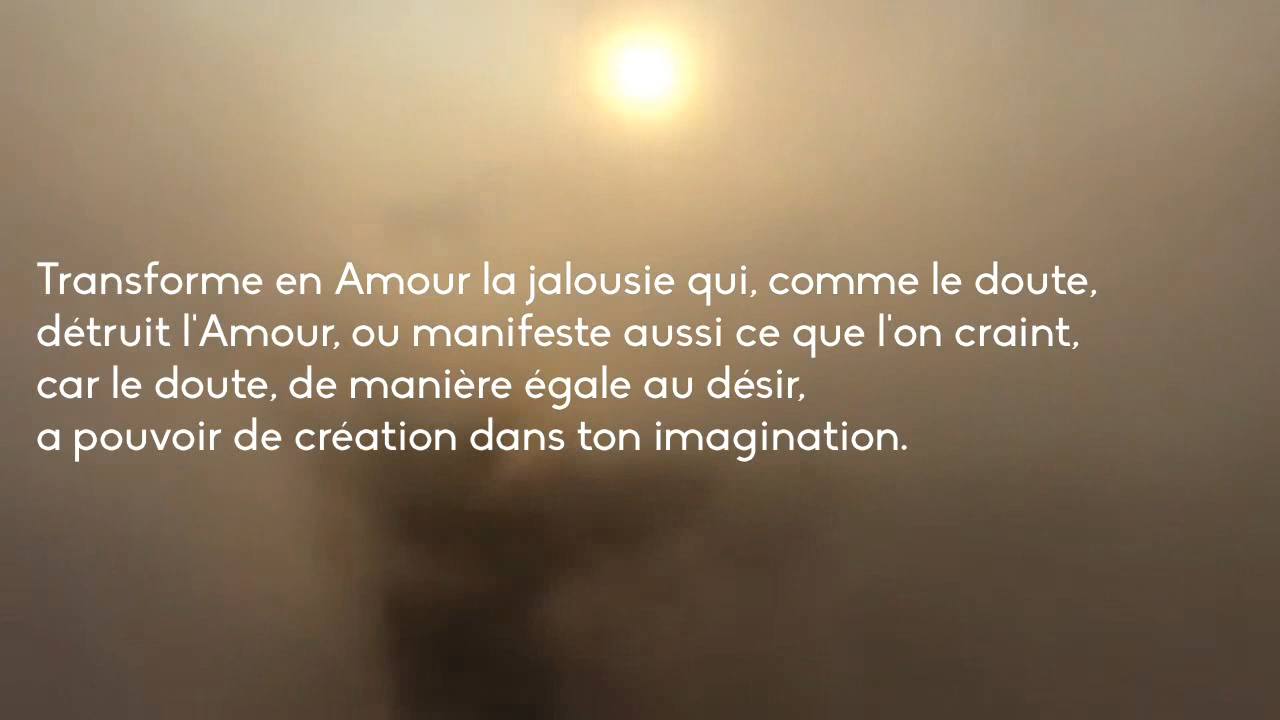 Transforme en Amour la jalousie qui, comme le doute,
détruit l'Amour, ou manifeste aussi ce que l'on craint,
car le doute, de manière égale au désir,
a pouvoir de création dans ton imagination.